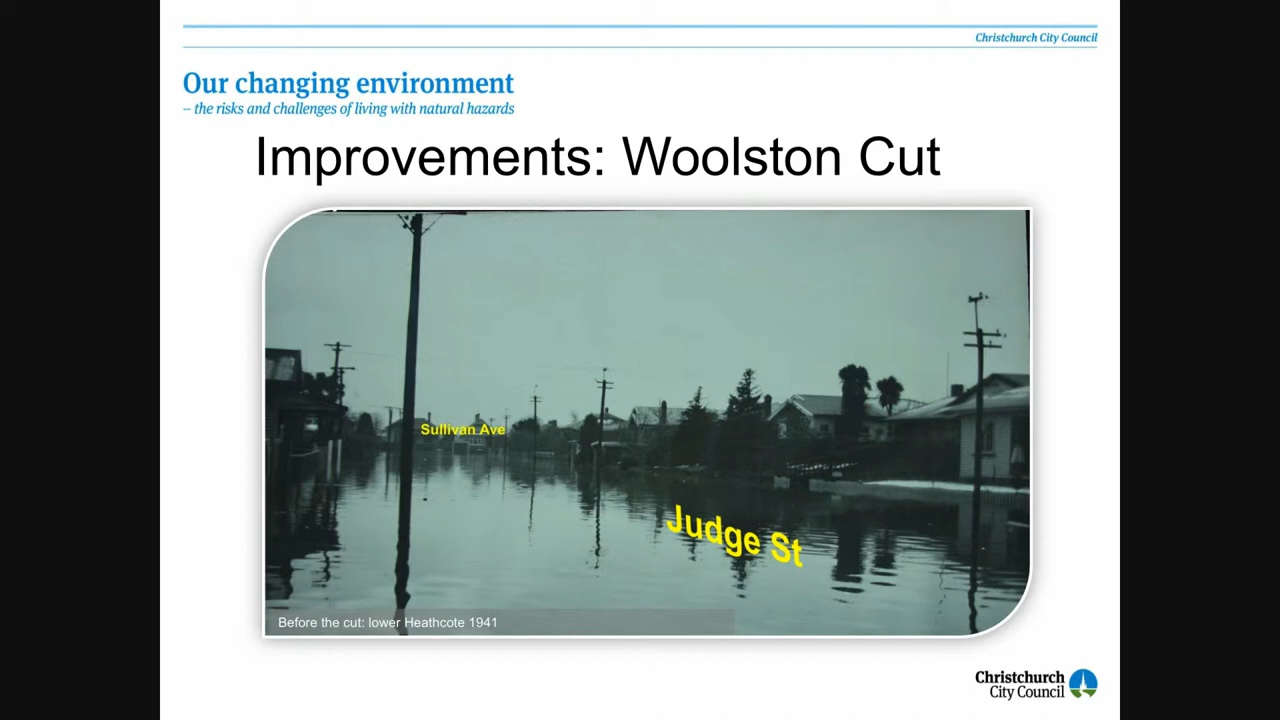 Christchurch City Council
Our changing environment
– the risks and challenges of living with natural hazards
Improvements: Woolston Cut
Sullivan Ave
Judge St
Before the cut: lower Heathcote 1941
Christchurch
City Council